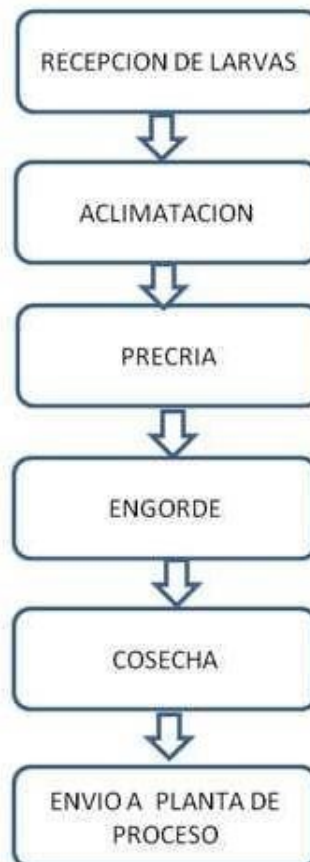 RECEPCION DE LARVAS
ACLIMATACION
PRECRIA
ENGORDE
COSECHA
ENVIO A PLANTA DE
PROCESO